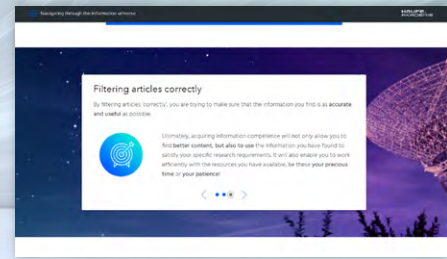 Navigating through the information universe
HAUFE.
AKADEMIE
Filtering articles correctly
By filtering articles 'correctly', you are trying to make sure that the information you find is as accurate
and useful as possible.
Ultimately, acquiring information competence will not only allow you to
find better content, but also to use the information you have found to
satisfy your specific research requirements. It will also enable you to work
efficiently with the resources you have available, be these your precious
time or your patience!